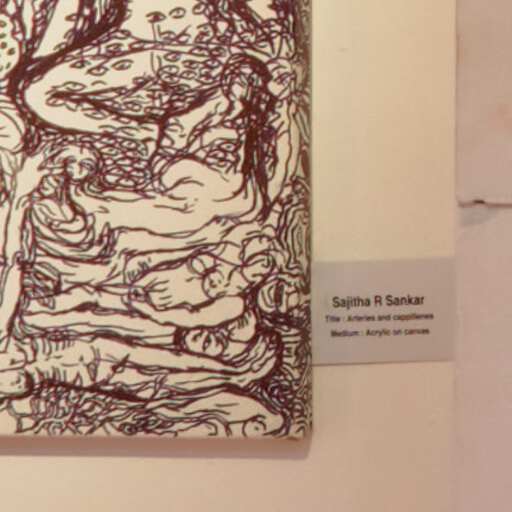 Sajitha R Sankar
Title : Arteries and cappilleries
Medium : Acrylic on canvas